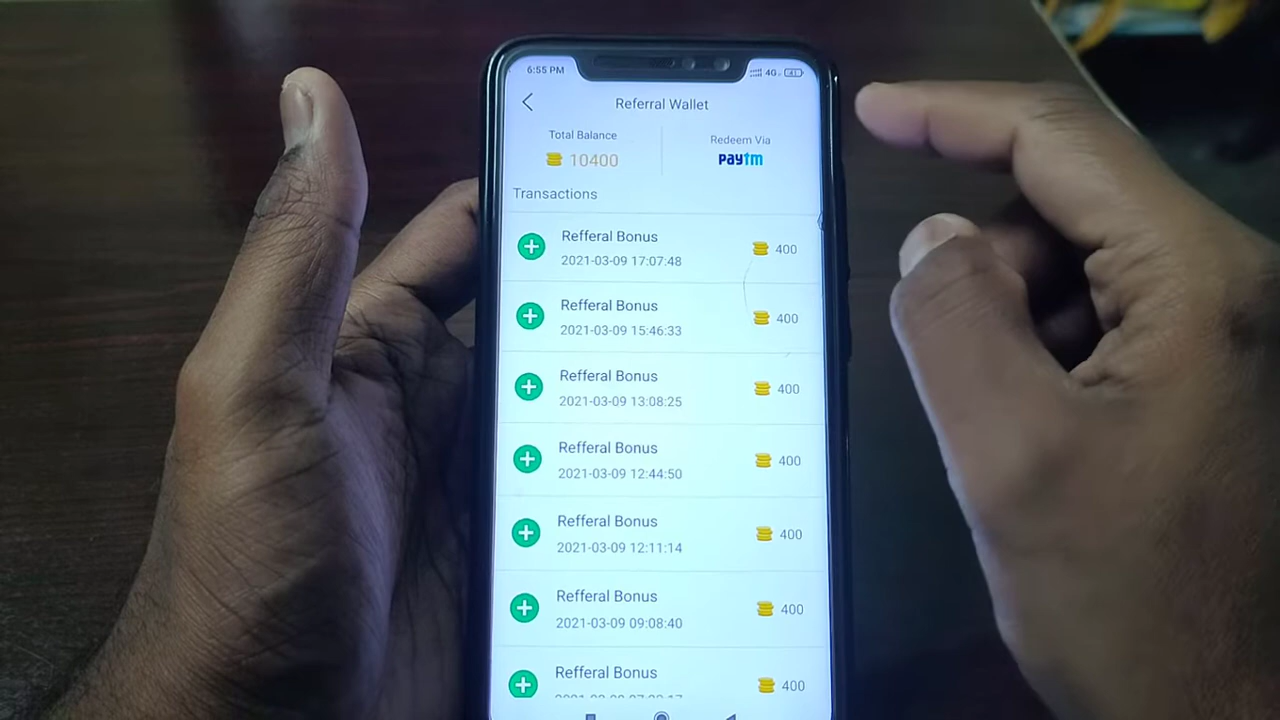 6:55 PM
4G
41
Referral Wallet
Total Balance
10400
Redeem Via
paytm
Transactions
Refferal Bonus
2021-03-09 17:07:48
400
Refferal Bonus
2021-03-09 15:46:33
400
Refferal Bonus
2021-03-09 13:08:25
400
Refferal Bonus
2021-03-09 12:44:50
400
Refferal Bonus
2021-03-09 12:11:14
400
Refferal Bonus
2021-03-09 09:08:40
400
Refferal Bonus
400